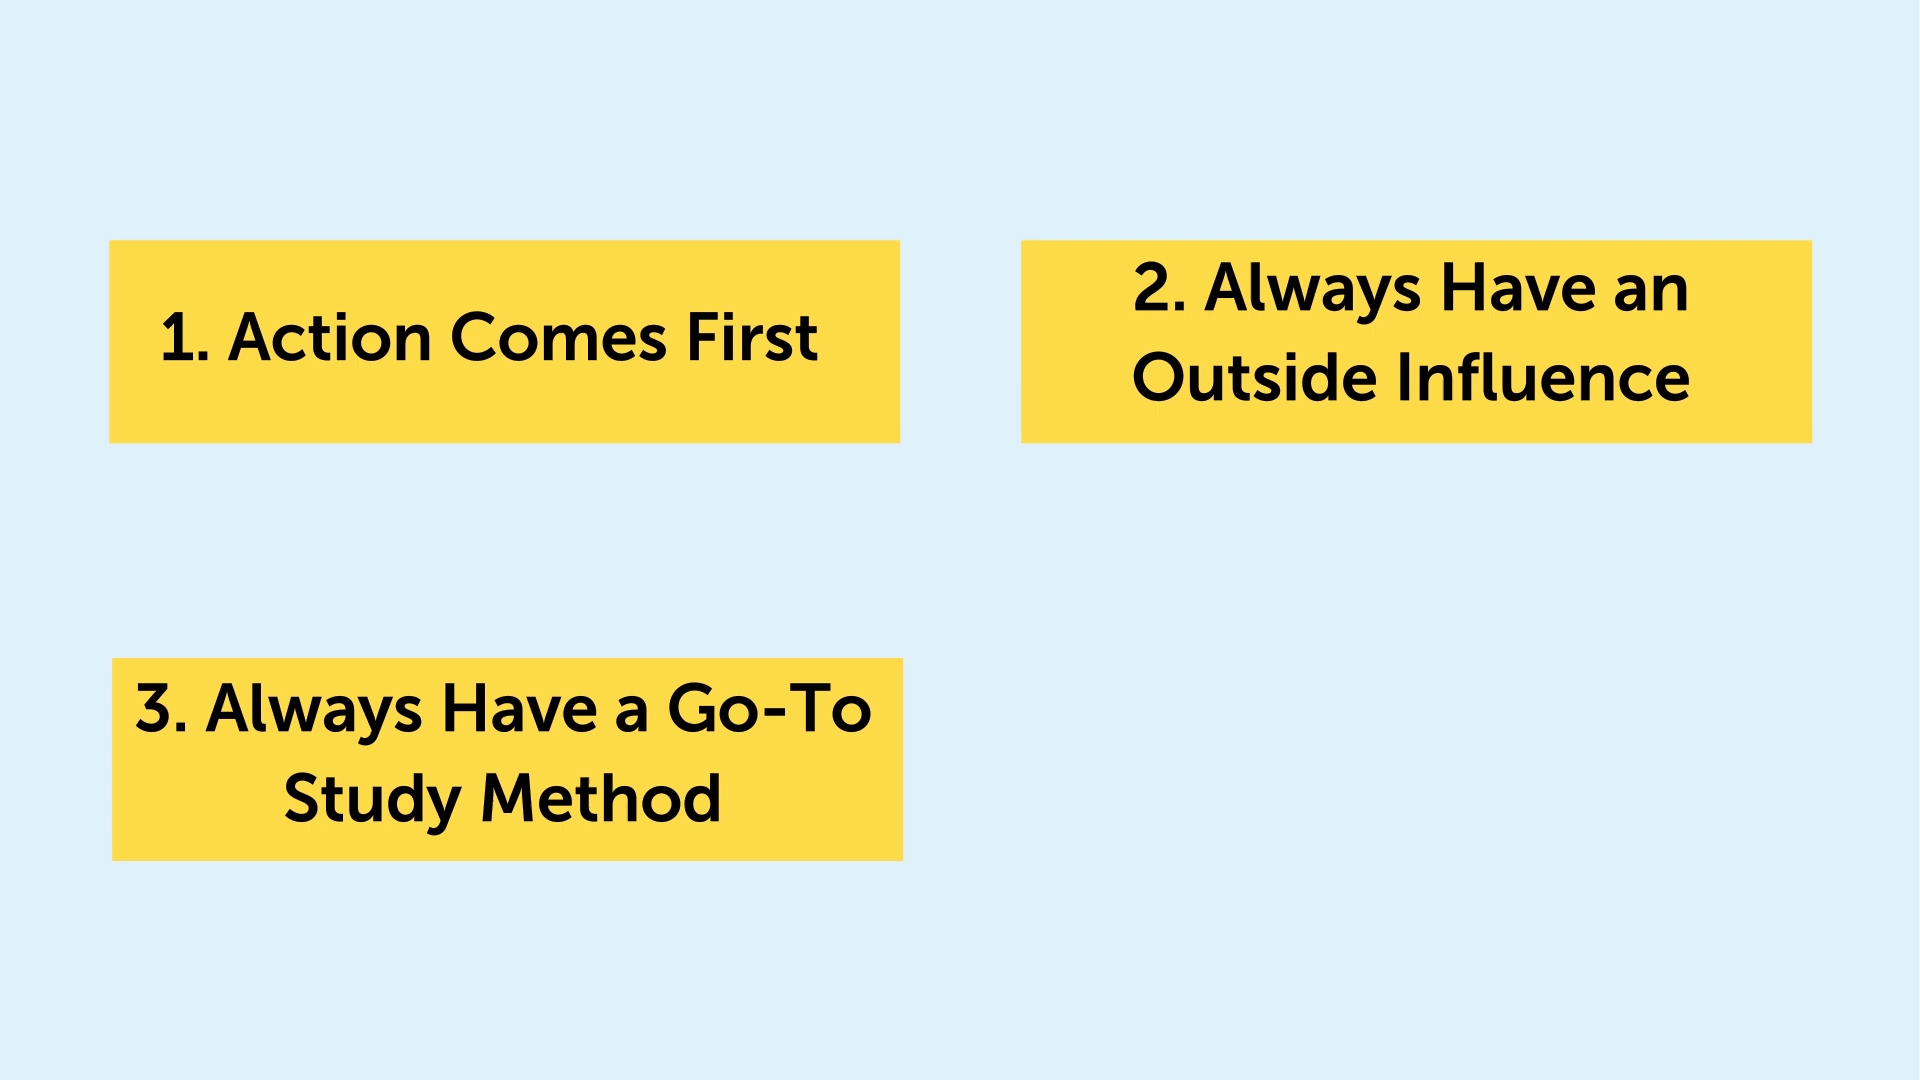 1. Action Comes First
2. Always Have an
Outside Influence
3. Always Have a Go-To
Study Method